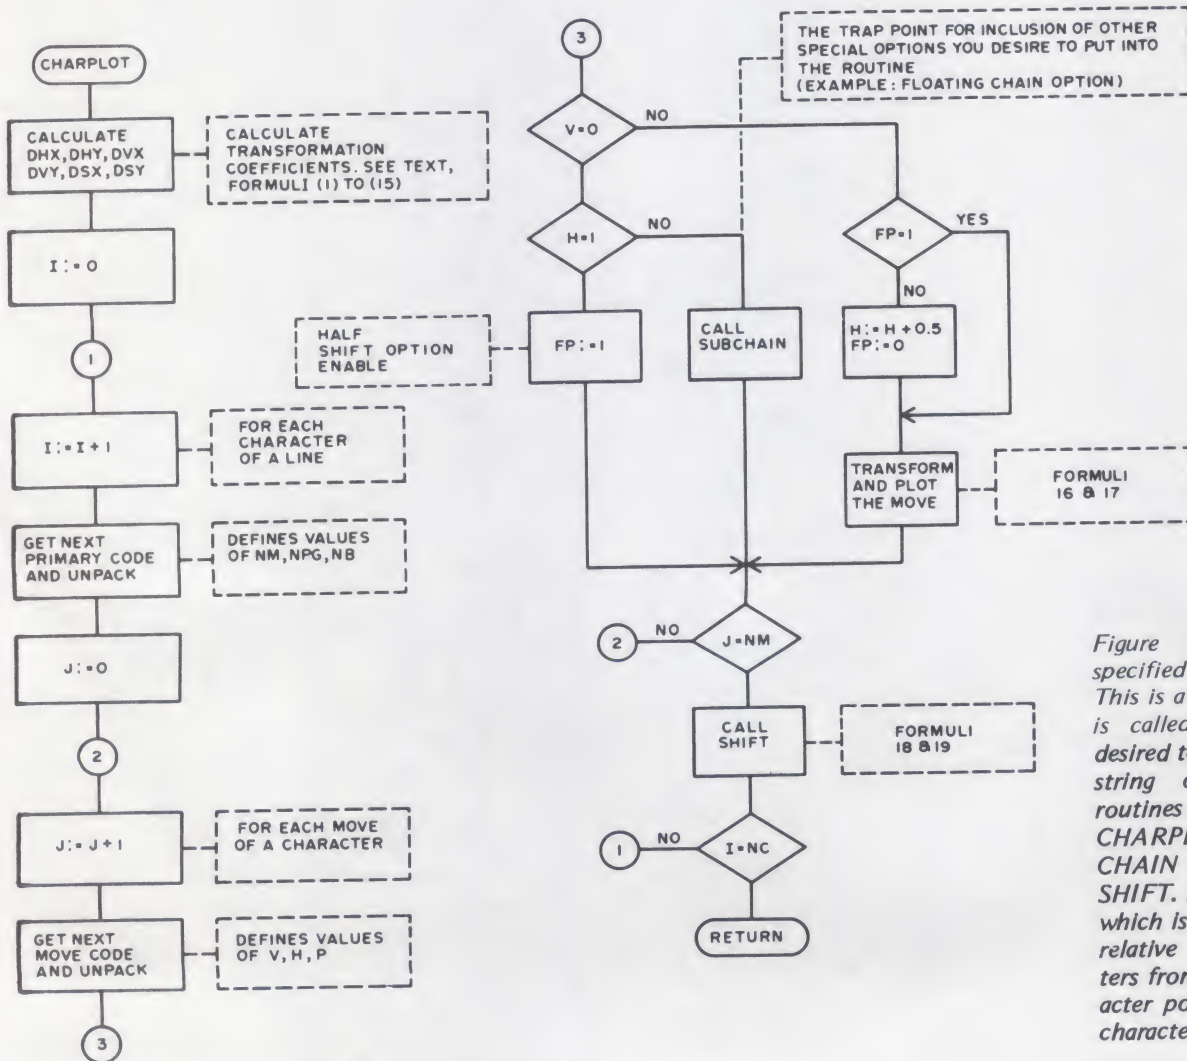 CHARPLOT
CALCULATE
DHX, DHY, DVX
DVY, DSX, DSY
CALCULATE
TRANSFORMATION
COEFFICIENTS. SEE TEXT,
FORMULI (1) TO (15)
I:=0
1
I:=I+1
FOR EACH
CHARACTER
OF A LINE
GET NEXT
PRIMARY CODE
AND UNPACK
DEFINES VALUES
OF NM, NPG, NB
J:=0
2
J:=J+1
FOR EACH MOVE
OF A CHARACTER
GET NEXT
MOVE CODE
AND UNPACK
DEFINES VALUES
OF V, H, P
3
3
THE TRAP POINT FOR INCLUSION OF OTHER
SPECIAL OPTIONS YOU DESIRE TO PUT INTO
THE ROUTINE
(EXAMPLE: FLOATING CHAIN OPTION)
V=0
NO
H=1
NO
FP=1
YES
NO
HALF
SHIFT OPTION
ENABLE
FP:=1
CALL
SUBCHAIN
H:=H+0.5
FP:=0
TRANSFORM
AND PLOT
THE MOVE
FORMULI
16 & 17
2
NO
J=NM
CALL
SHIFT
FORMULI
18 & 19
1
NO
I=NC
RETURN
Figure
specified
This is a
is called
desired t
string
routines
CHARPL
CHAIN
SHIFT.
which is
relative
ters from
acter po
characte